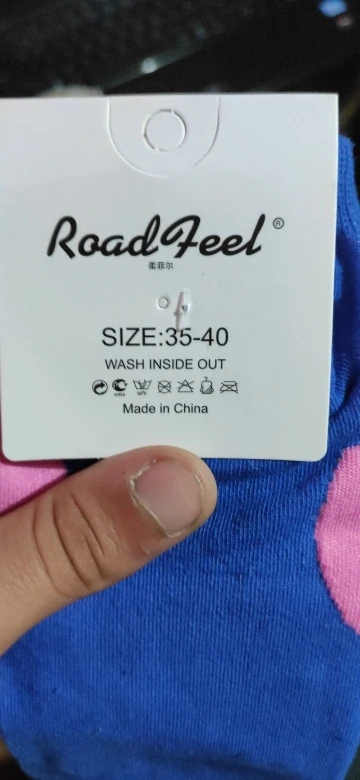 RoadFeel®
柔菲尔
SIZE:35-40
WASH INSIDE OUT
Made in China